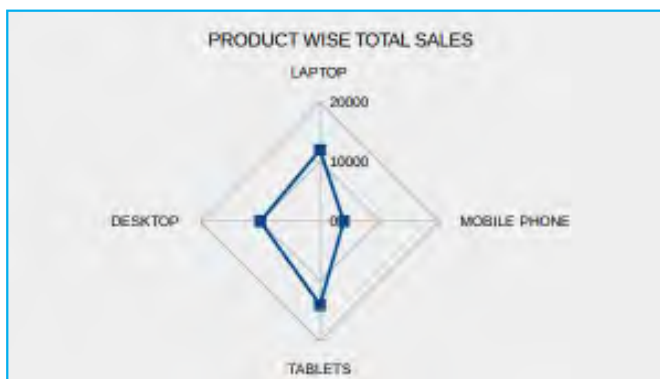 PRODUCT WISE TOTAL SALES
LAPTOP
20000
10000
DESKTOP
0
MOBILE PHONE
TABLETS